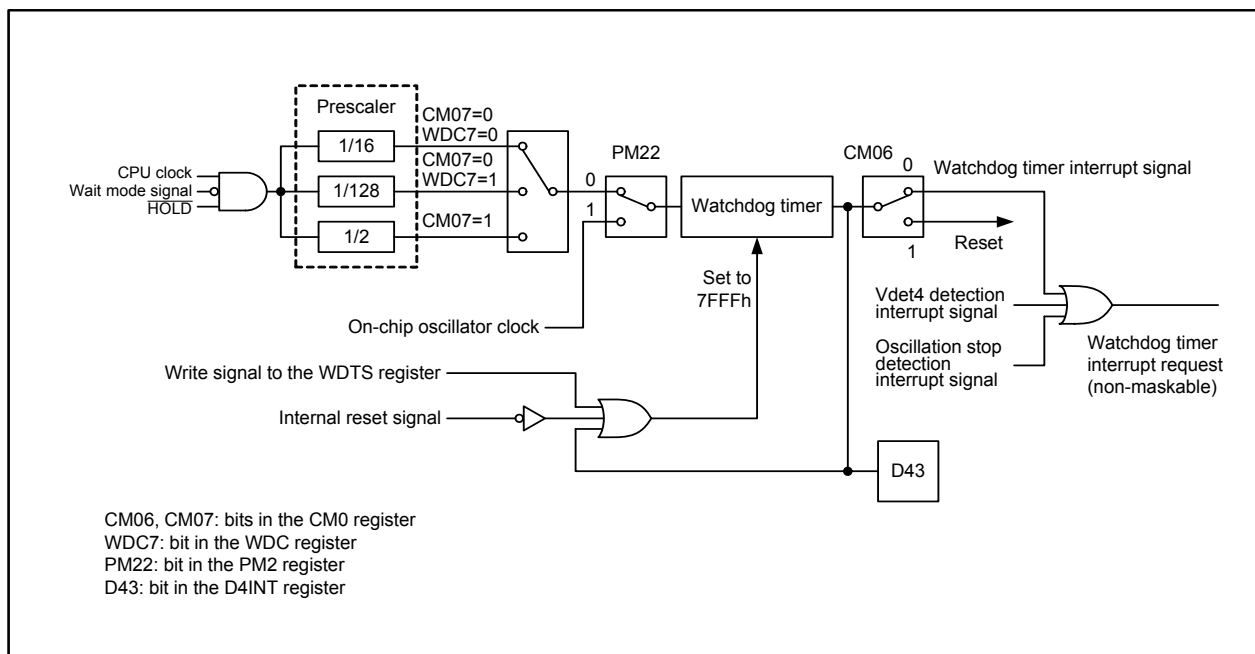 Prescaler
CM07=0
WDC7=0
1/16
CM07=0
WDC7=1
1/128
CM07=1
1/2
CPU clock
Wait mode signal
HOLD
PM22
0
1
Watchdog timer
CM06
0
1
Watchdog timer interrupt signal
Reset
Set to
7FFFh
On-chip oscillator clock
Vdet4 detection
interrupt signal
Oscillation stop
detection
interrupt signal
Watchdog timer
interrupt request
(non-maskable)
Write signal to the WDTS register
Internal reset signal
D43
CM06, CM07: bits in the CM0 register
WDC7: bit in the WDC register
PM22: bit in the PM2 register
D43: bit in the D4INT register